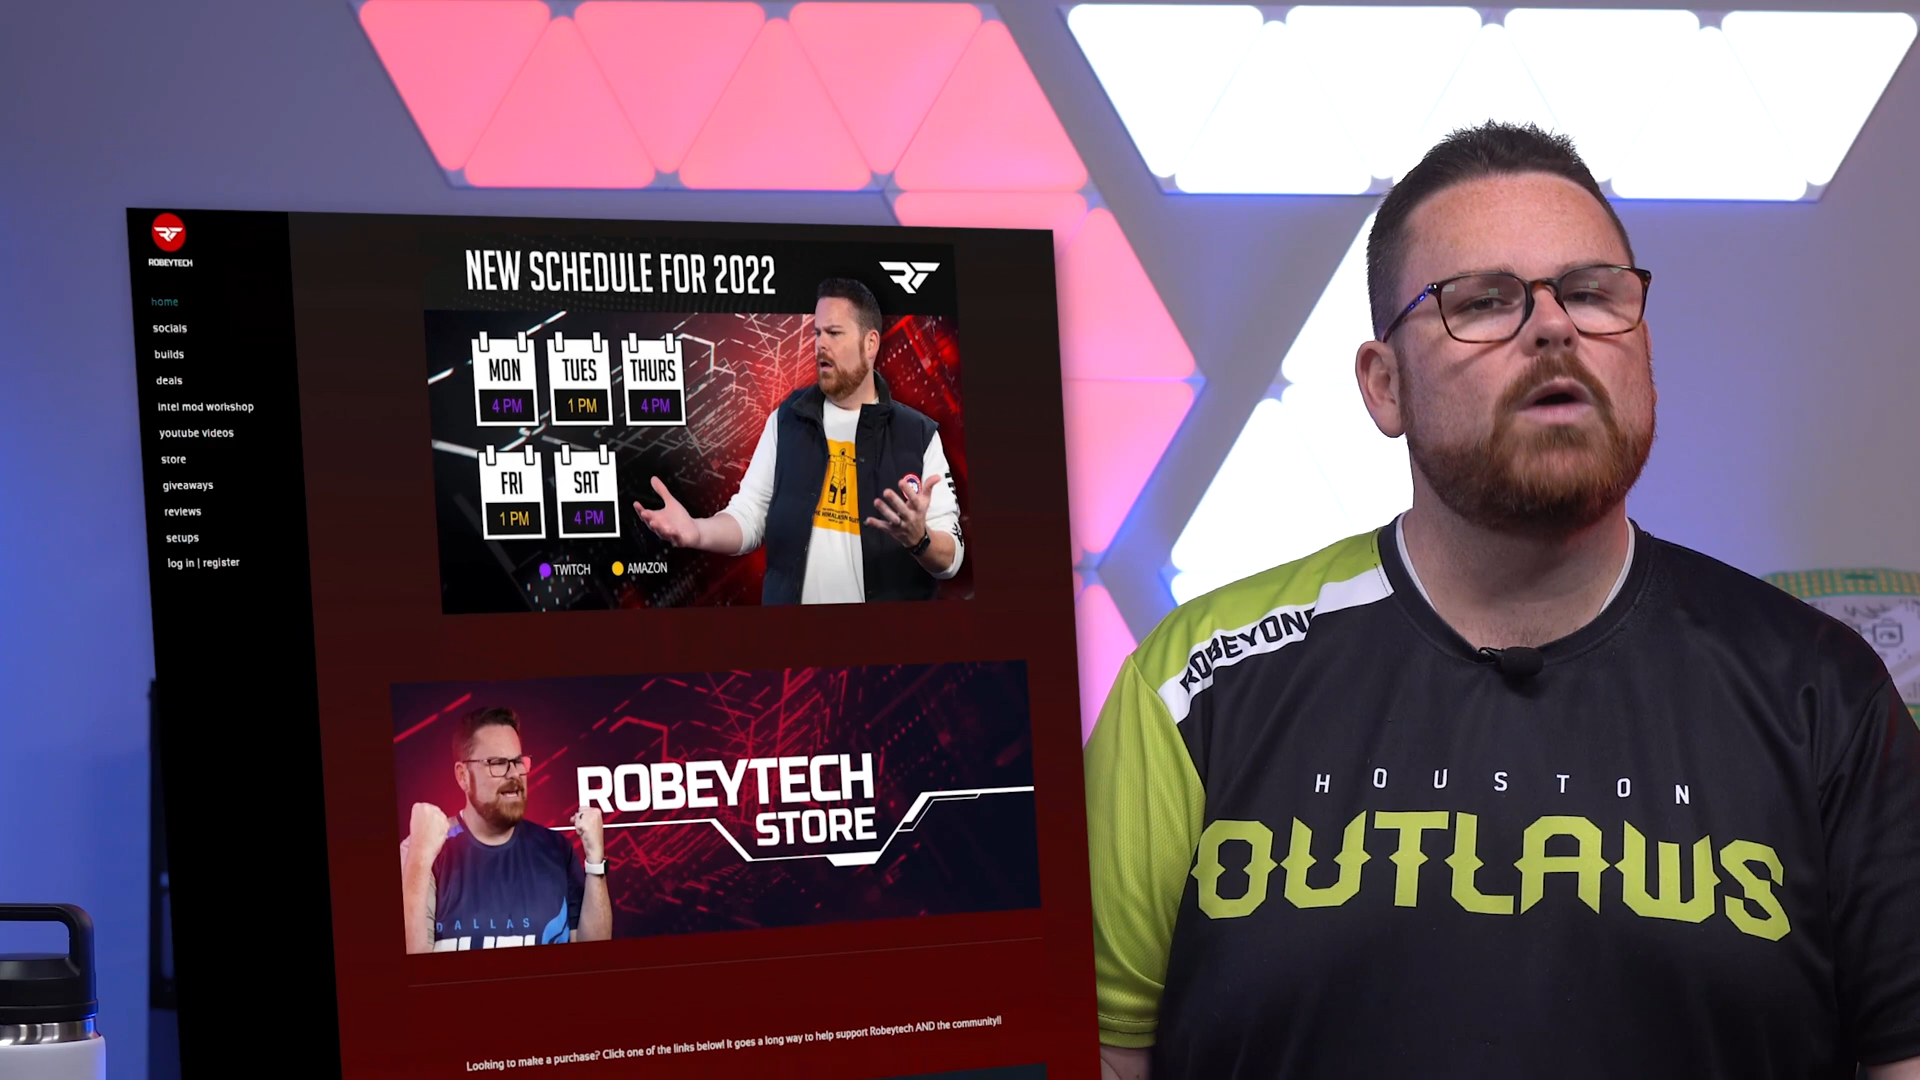 ROBEYTECH
home
socials
builds
deals
intel mod workshop
youtube videos
store
giveaways
reviews
setups
log in | register
NEW SCHEDULE FOR 2022
MON TUES THURS
4 PM 1 PM 4 PM
FRI SAT
1 PM 4 PM
TWITCH AMAZON
ROBEYTECH
STORE
DALLAS
Looking to make a purchase? Click one of the links below! It goes a long way to help support Robeytech AND the community!!
HOUSTON
OUTLAWS